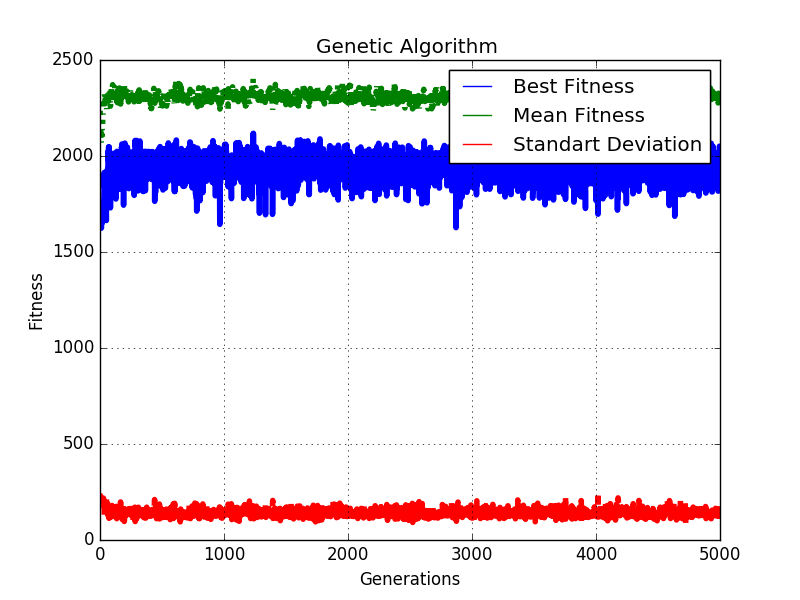 Genetic Algorithm
2500
2000
1500
1000
500
0
Fitness
Best Fitness
Mean Fitness
Standart Deviation
0 1000 2000 3000 4000 5000
Generations